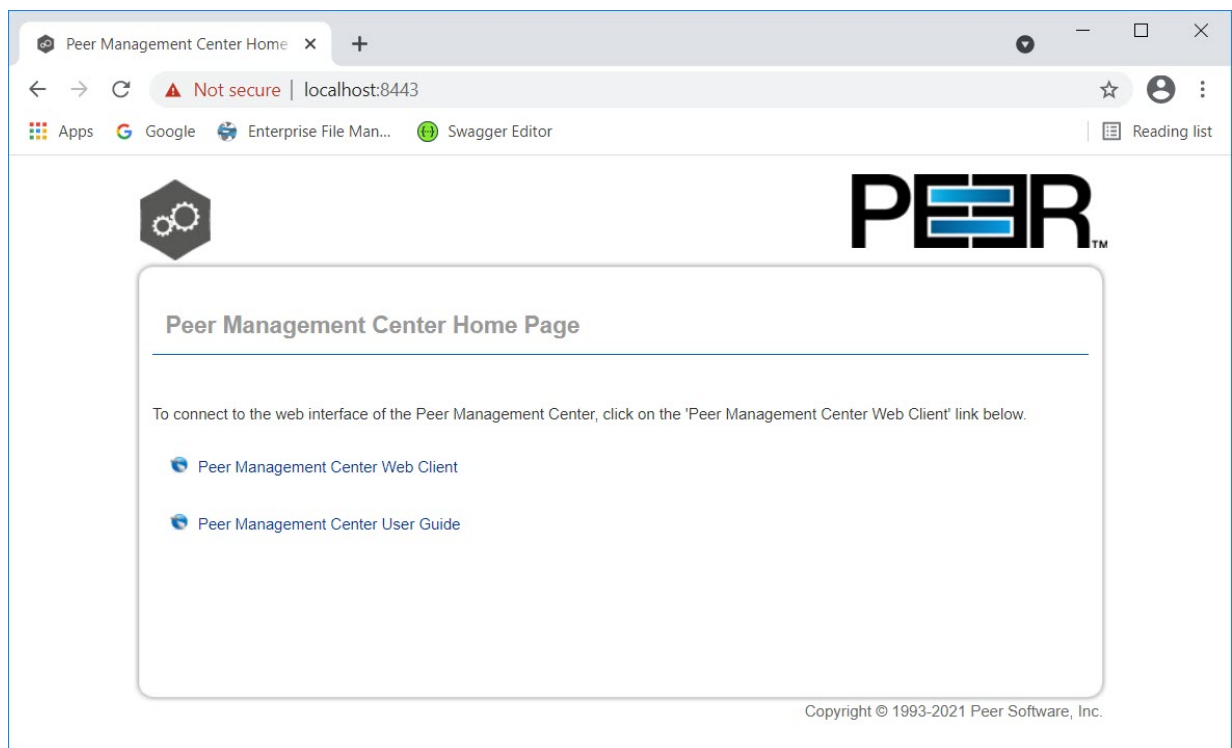 Peer Management Center Home
Not secure | localhost:8443
Apps Google Enterprise File Man... Swagger Editor Reading list
PEER TM
Peer Management Center Home Page
To connect to the web interface of the Peer Management Center, click on the 'Peer Management Center Web Client' link below.
Peer Management Center Web Client
Peer Management Center User Guide
Copyright © 1993-2021 Peer Software, Inc.